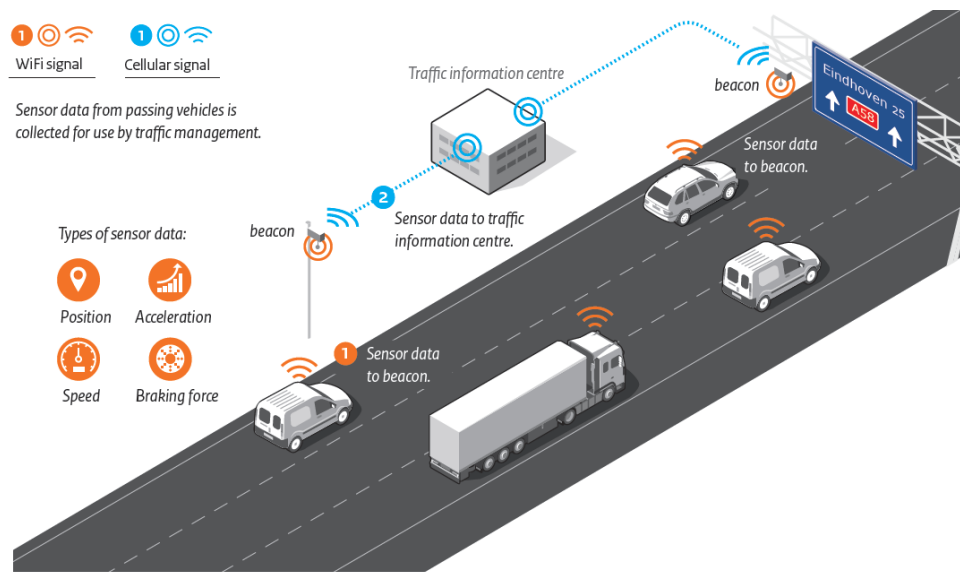 1
1
WiFi signal
Cellular signal
Sensor data from passing vehicles is
collected for use by traffic management.
Traffic information centre
beacon
Eindhoven 25
A58
Sensor data
to beacon.
2
Sensor data to traffic
information centre.
beacon
Types of sensor data:
Position
Acceleration
Speed
Braking force
1
Sensor data
to beacon.